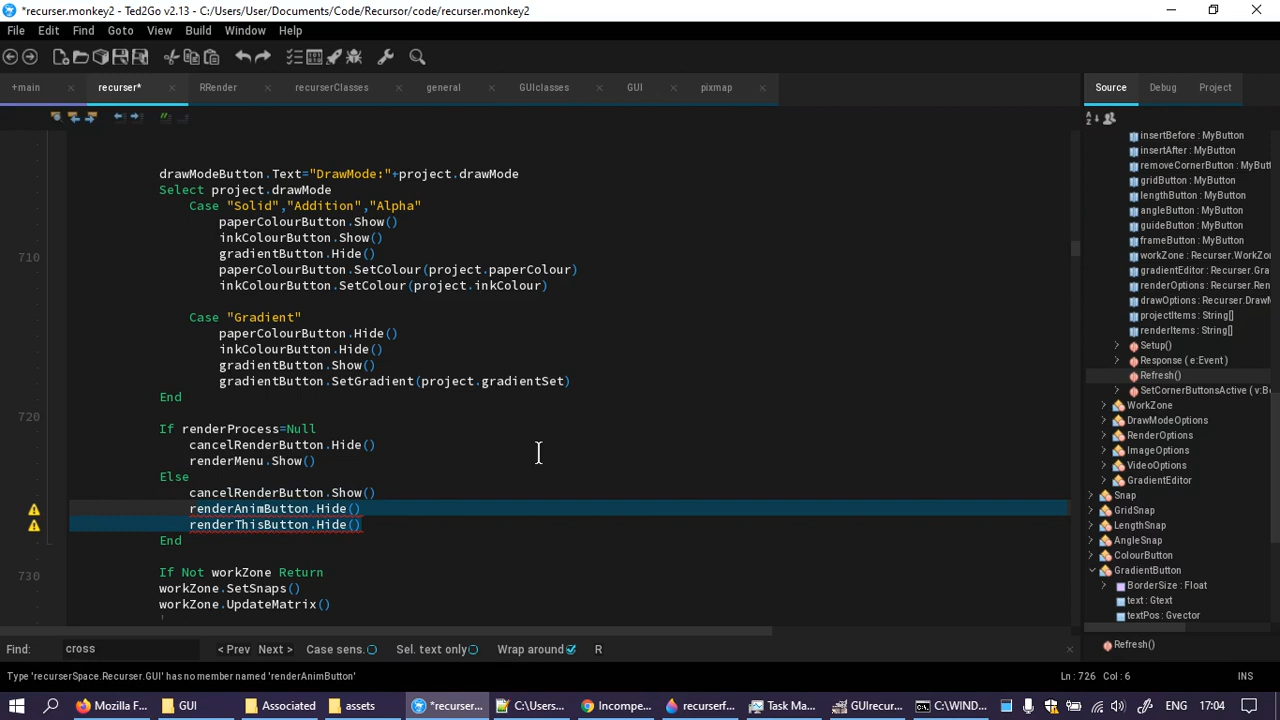 *recurser.monkey2 - Ted2Go v2.13 - C:/Users/User/Documents/Code/Recursor/code/recurser.monkey2
File Edit Find Goto View Build Window Help
+main recurser* RRender recurserClasses general GUIclasses GUI pixmap Source Debug Project
insertBefore : MyButton
insertAfter : MyButton
removeCornerButton : MyButt
gridButton : MyButton
lengthButton : MyButton
angleButton : MyButton
guideButton : MyButton
frameButton : MyButton
workZone : Recurser.WorkZo
gradientEditor : Recurser.Gra
renderOptions : Recurser.Ren
drawOptions : Recurser.DrawM
projectItems : String[]
renderItems : String[]
Setup()
Response ( e:Event )
Refresh()
SetCornerButtonsActive ( v:B
WorkZone
DrawModeOptions
RenderOptions
ImageOptions
VideoOptions
GradientEditor
Snap
GridSnap
LengthSnap
AngleSnap
ColourButton
GradientButton
BorderSize : Float
text : Gtext
textPos : Gvector
Refresh()
drawModeButton.Text="DrawMode:"+project.drawMode
Select project.drawMode
Case "Solid","Addition","Alpha"
paperColourButton.Show()
inkColourButton.Show()
710 gradientButton.Hide()
paperColourButton.SetColour(project.paperColour)
inkColourButton.SetColour(project.inkColour)
Case "Gradient"
paperColourButton.Hide()
inkColourButton.Hide()
gradientButton.Show()
gradientButton.SetGradient(project.gradientSet)
End
720
If renderProcess=Null
cancelRenderButton.Hide()
renderMenu.Show()
Else
cancelRenderButton.Show()
renderAnimButton.Hide()
renderThisButton.Hide()
End
730 If Not workZone Return
workZone.SetSnaps()
workZone.UpdateMatrix()
'
Find: cross < Prev Next > Case sens. Sel. text only Wrap around R
Type 'recurserSpace.Recurser.GUI' has no member named 'renderAnimButton' Ln : 726 Col : 6 INS
Mozilla F... GUI Associated assets *recurser... C:\Users... Incompe... recurserf... Task Ma... GUIrecur... C:\WIND... ENG 17:04